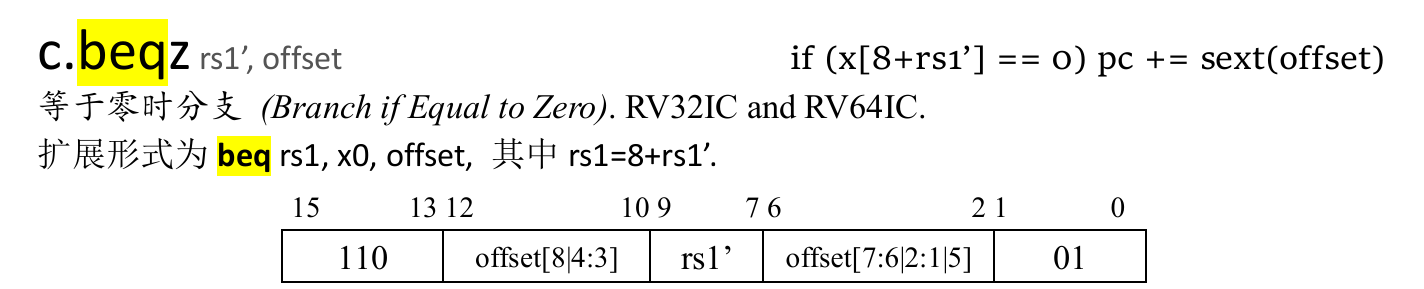 c.beqz rs1’, offset if (x[8+rs1’] == 0) pc += sext(offset)
等于零时分支 (Branch if Equal to Zero). RV32IC and RV64IC.
扩展形式为 beq rs1, x0, offset, 其中 rs1=8+rs1’.
15 13 12 10 9 7 6 2 1 0
110 offset[8|4:3] rs1’ offset[7:6|2:1|5] 01